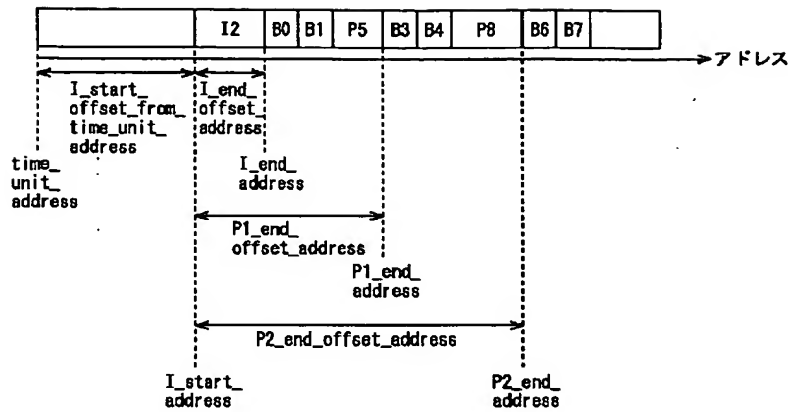 I2 B0 B1 P5 B3 B4 P8 B6 B7
アドレス
I_start_
offset_from_
time_unit_
address
I_end_
offset_
address
time_
unit_
address
I_end_
address
P1_end_
offset_address
P1_end_
address
P2_end_offset_address
I_start_
address
P2_end_
address